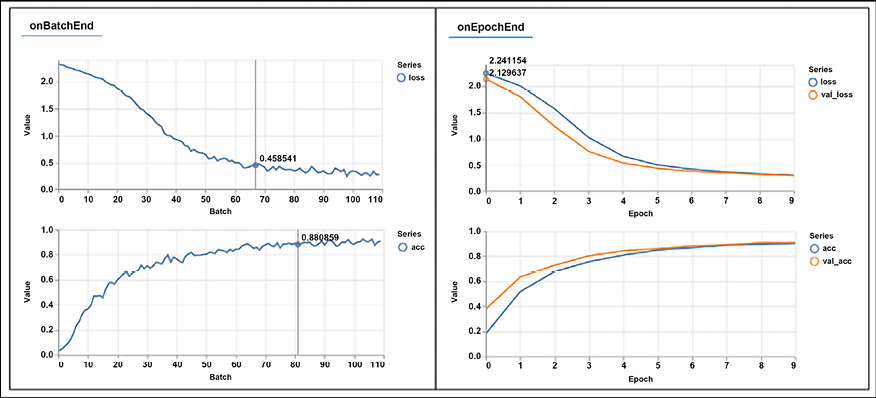 onBatchEnd
Series
loss
2.0
1.5
1.0
0.5
0.0
Value
0.458541
0 10 20 30 40 50 60 70 80 90 100 110
Batch
Series
acc
1.0
0.8
0.6
0.4
0.2
0.0
Value
0.880859
0 10 20 30 40 50 60 70 80 90 100 110
Batch
onEpochEnd
2.241154
2.129637
Series
loss
val_loss
2.0
1.5
1.0
0.5
0.0
Value
0 1 2 3 4 5 6 7 8 9
Epoch
Series
acc
val_acc
1.0
0.8
0.6
0.4
0.2
0.0
Value
0 1 2 3 4 5 6 7 8 9
Epoch